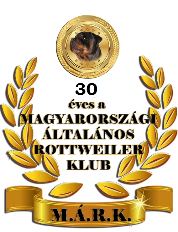 30
éves a
MAGYARORSZÁGI
ÁLTALÁNOS
ROTTWEILER
KLUB
M.Á.R.K.